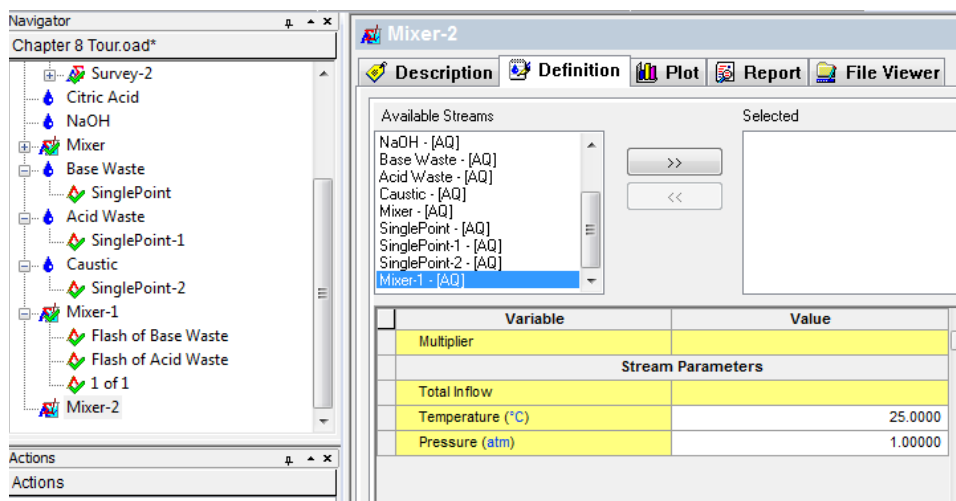 Navigator
Chapter 8 Tour.oad*
Survey-2
Citric Acid
NaOH
Mixer
Base Waste
SinglePoint
Acid Waste
SinglePoint-1
Caustic
SinglePoint-2
Mixer-1
Flash of Base Waste
Flash of Acid Waste
1 of 1
Mixer-2
Actions
Actions
Mixer-2
Description Definition Plot Report File Viewer
Available Streams Selected
NaOH - [AQ]
Base Waste - [AQ]
Acid Waste - [AQ]
Caustic - [AQ]
Mixer - [AQ]
SinglePoint - [AQ]
SinglePoint-1 - [AQ]
SinglePoint-2 - [AQ]
Mixer-1 - [AQ]
>>
<<
Variable Value
Multiplier
Stream Parameters
Total Inflow
Temperature (°C) 25.0000
Pressure (atm) 1.00000